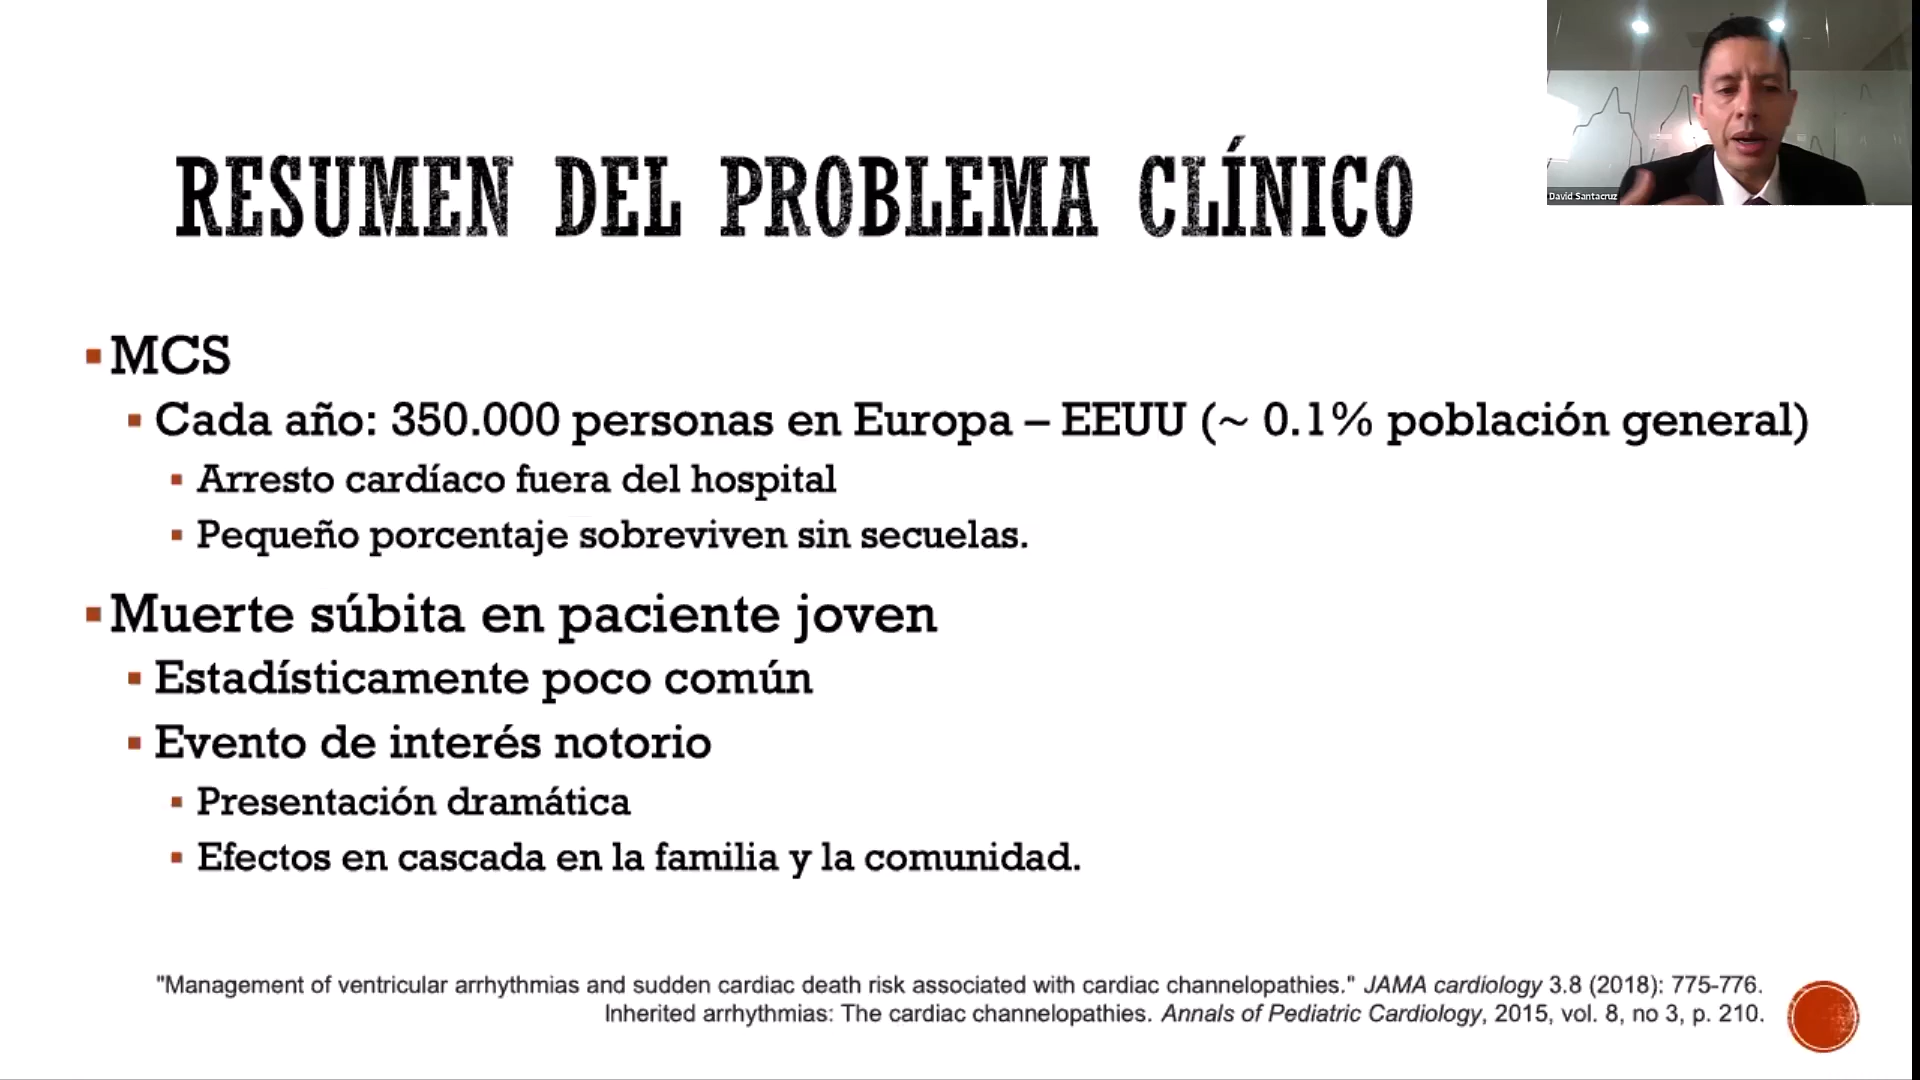 RESUMEN DEL PROBLEMA CLÍNICO
David Santacruz
MCS
Cada año: 350.000 personas en Europa – EEUU (~ 0.1% población general)
Arresto cardíaco fuera del hospital
Pequeño porcentaje sobreviven sin secuelas.
Muerte súbita en paciente joven
Estadísticamente poco común
Evento de interés notorio
Presentación dramática
Efectos en cascada en la familia y la comunidad.
"Management of ventricular arrhythmias and sudden cardiac death risk associated with cardiac channelopathies." JAMA cardiology 3.8 (2018): 775-776.
Inherited arrhythmias: The cardiac channelopathies. Annals of Pediatric Cardiology, 2015, vol. 8, no 3, p. 210.